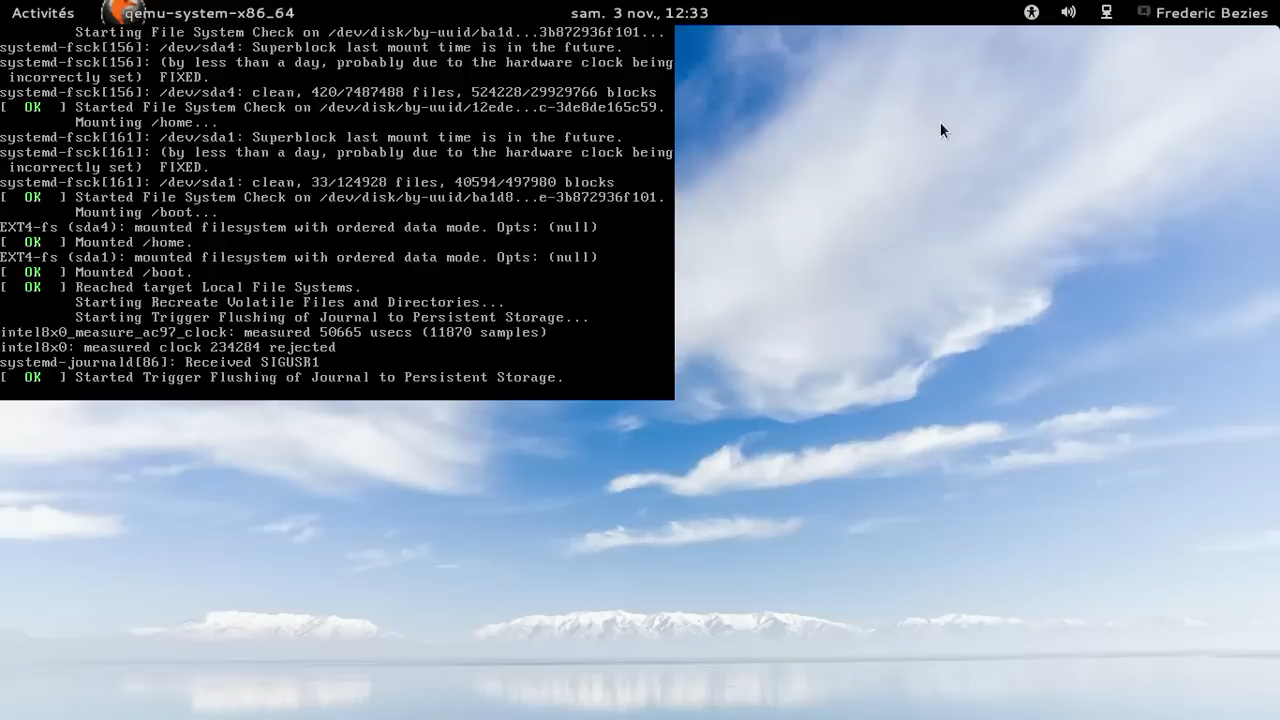 Activités qemu-system-x86_64 sam. 3 nov., 12:33 Frederic Bezies
Starting File System Check on /dev/disk/by-uuid/ba1d...3b872936f101...
systemd-fsck[156]: /dev/sda4: Superblock last mount time is in the future.
systemd-fsck[156]: (by less than a day, probably due to the hardware clock being
incorrectly set)  FIXED.
systemd-fsck[156]: /dev/sda4: clean, 420/7487488 files, 524228/29929766 blocks
[  OK  ] Started File System Check on /dev/disk/by-uuid/12ede...c-3de8de165c59.
Mounting /home...
systemd-fsck[161]: /dev/sda1: Superblock last mount time is in the future.
systemd-fsck[161]: (by less than a day, probably due to the hardware clock being
incorrectly set)  FIXED.
systemd-fsck[161]: /dev/sda1: clean, 33/124928 files, 40594/497980 blocks
[  OK  ] Started File System Check on /dev/disk/by-uuid/ba1d8...e-3b872936f101.
Mounting /boot...
EXT4-fs (sda4): mounted filesystem with ordered data mode. Opts: (null)
[  OK  ] Mounted /home.
EXT4-fs (sda1): mounted filesystem with ordered data mode. Opts: (null)
[  OK  ] Mounted /boot.
[  OK  ] Reached target Local File Systems.
Starting Recreate Volatile Files and Directories...
Starting Trigger Flushing of Journal to Persistent Storage...
intel8x0_measure_ac97_clock: measured 50665 usecs (11870 samples)
intel8x0: measured clock 234284 rejected
systemd-journald[86]: Received SIGUSR1
[  OK  ] Started Trigger Flushing of Journal to Persistent Storage.